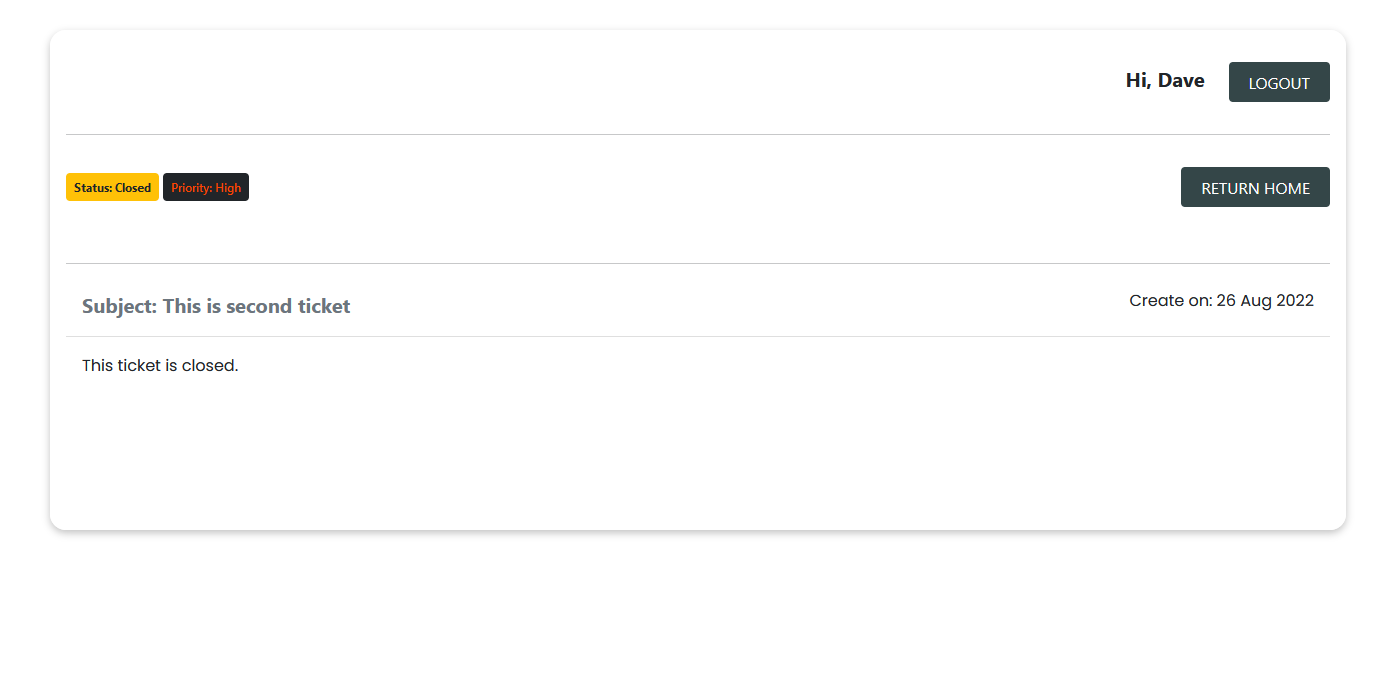 Hi, Dave LOGOUT
Status: Closed Priority: High RETURN HOME
Subject: This is second ticket Create on: 26 Aug 2022
This ticket is closed.